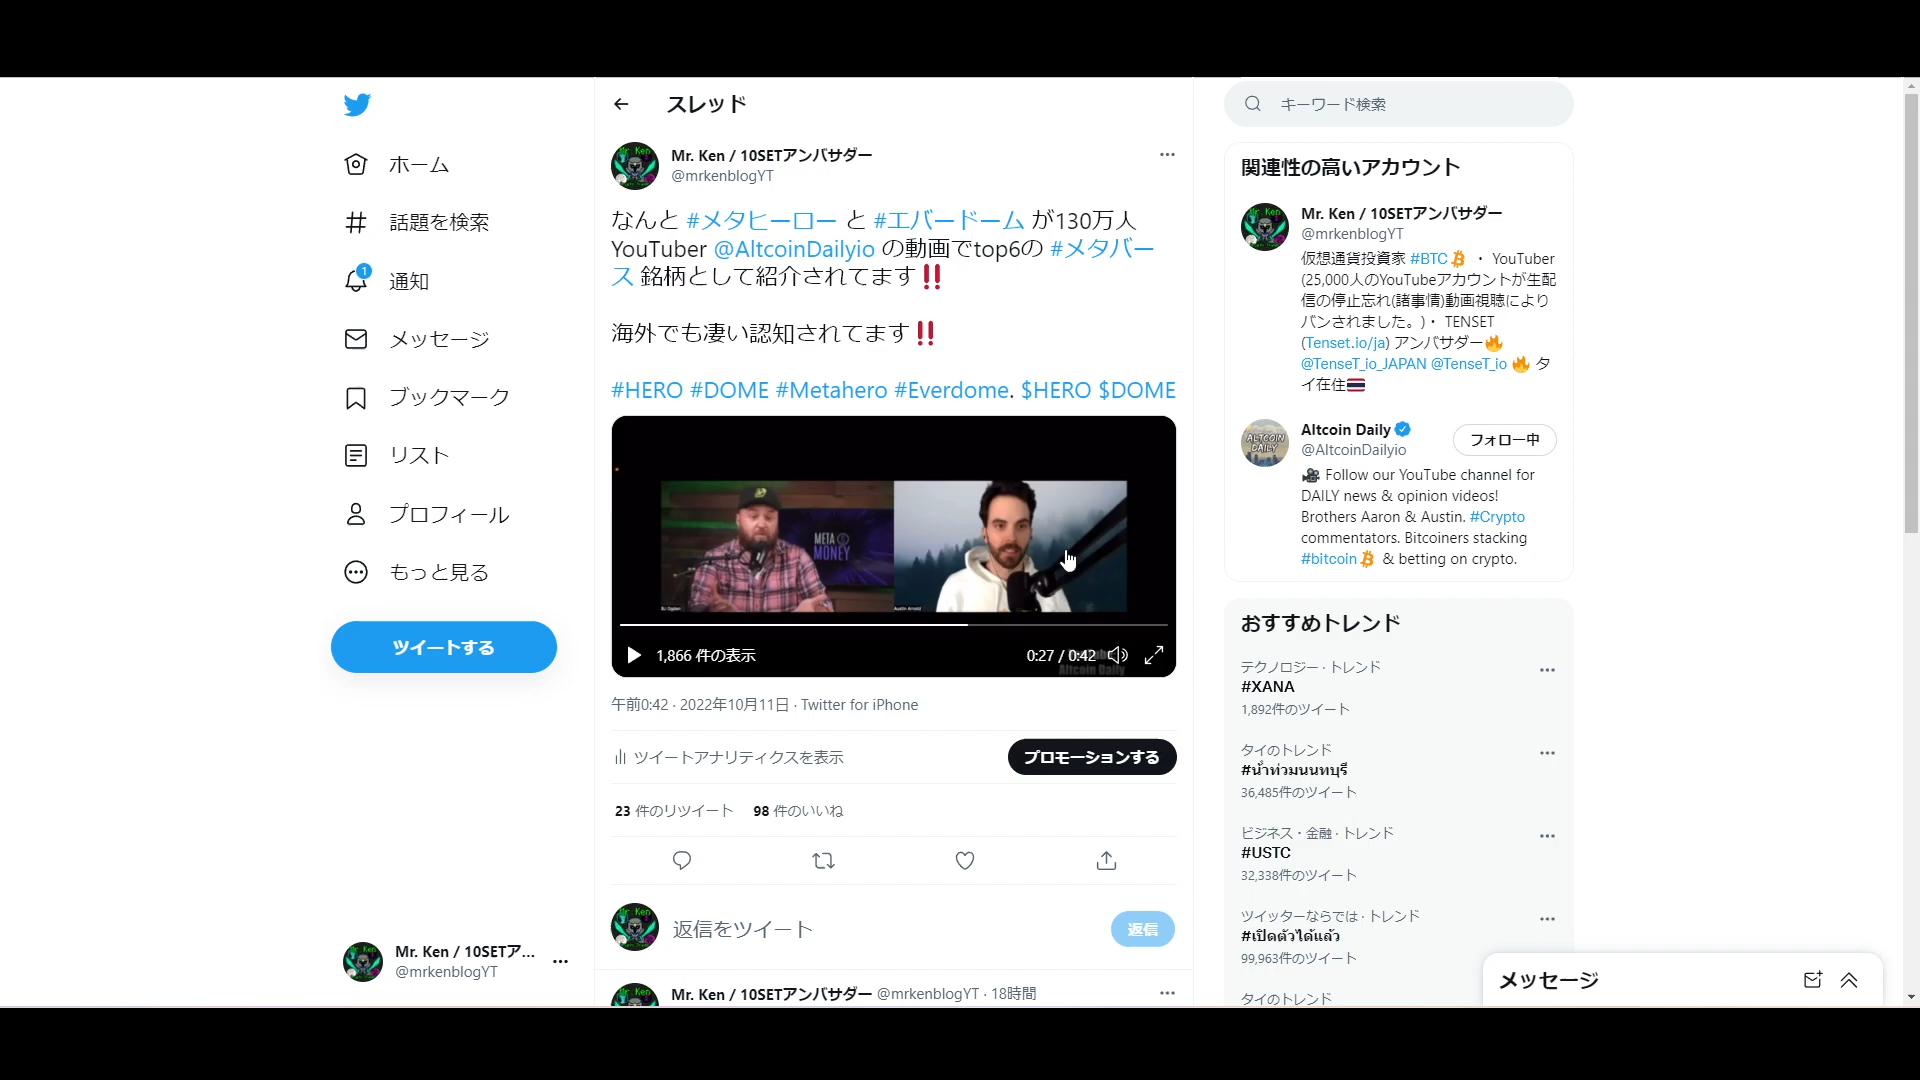 スレッド
キーワード検索
ホーム
話題を検索
1
通知
メッセージ
ブックマーク
リスト
プロフィール
もっと見る
ツイートする
Mr. Ken / 10SETア...
@mrkenblogYT
Mr. Ken / 10SETアンバサダー
@mrkenblogYT
なんと #メタヒーロー と #エバードーム が130万人
YouTuber @AltcoinDailyio の動画でtop6の #メタバー
ス 銘柄として紹介されてます‼️
海外でも凄い認知されてます‼️
#HERO #DOME #Metahero #Everdome. $HERO $DOME
META
MONEY
BJ Ogden
Austin Arnold
1,866 件の表示
0:27 / 0:42
Altcoin Daily
午前0:42 · 2022年10月11日 · Twitter for iPhone
ツイートアナリティクスを表示
プロモーションする
23 件のリツイート 98 件のいいね
返信をツイート
返信
Mr. Ken / 10SETアンバサダー @mrkenblogYT · 18時間
関連性の高いアカウント
Mr. Ken / 10SETアンバサダー
@mrkenblogYT
仮想通貨投資家 #BTC ・ YouTuber
(25,000人のYouTubeアカウントが生配
信の停止忘れ(諸事情)動画視聴により
バンされました。)・ TENSET
(Tenset.io/ja) アンバサダー🔥
@TenseT_io_JAPAN @TenseT_io 🔥 タ
イ在住🇹🇭
ALTCOIN
DAILY
Altcoin Daily
@AltcoinDailyio
フォロー中
🎥 Follow our YouTube channel for
DAILY news & opinion videos!
Brothers Aaron & Austin. #Crypto
commentators. Bitcoiners stacking
#bitcoin & betting on crypto.
おすすめトレンド
テクノロジー · トレンド
#XANA
1,892件のツイート
タイのトレンド
#น้ำท่วมนนทบุรี
36,485件のツイート
ビジネス・金融 · トレンド
#USTC
32,338件のツイート
ツイッターならでは · トレンド
#เปิดตัวได้แล้ว
99,963件のツイート
タイのトレンド
メッセージ